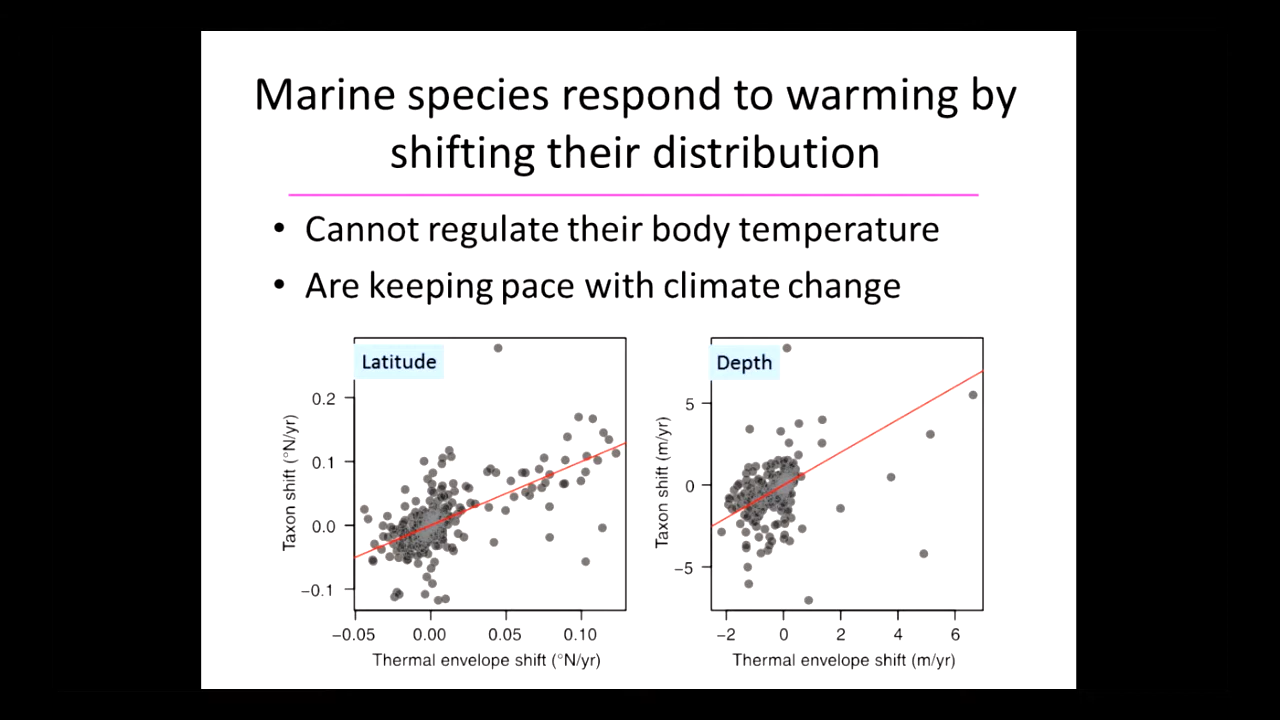 Marine species respond to warming by
shifting their distribution
• Cannot regulate their body temperature
• Are keeping pace with climate change
Latitude
0.2
0.1
0.0
−0.1
Taxon shift (°N/yr)
−0.05 0.00 0.05 0.10
Thermal envelope shift (°N/yr)
Depth
5
0
−5
Taxon shift (m/yr)
−2 0 2 4 6
Thermal envelope shift (m/yr)